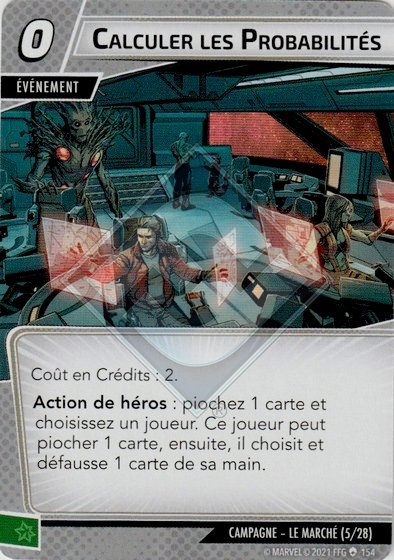 0
CALCULER LES PROBABILITÉS
ÉVÉNEMENT
Coût en Crédits : 2.
Action de héros : piochez 1 carte et
choisissez un joueur. Ce joueur peut
piocher 1 carte, ensuite, il choisit et
défausse 1 carte de sa main.
CAMPAGNE – LE MARCHÉ (5/28)
© MARVEL © 2021 FFG 154